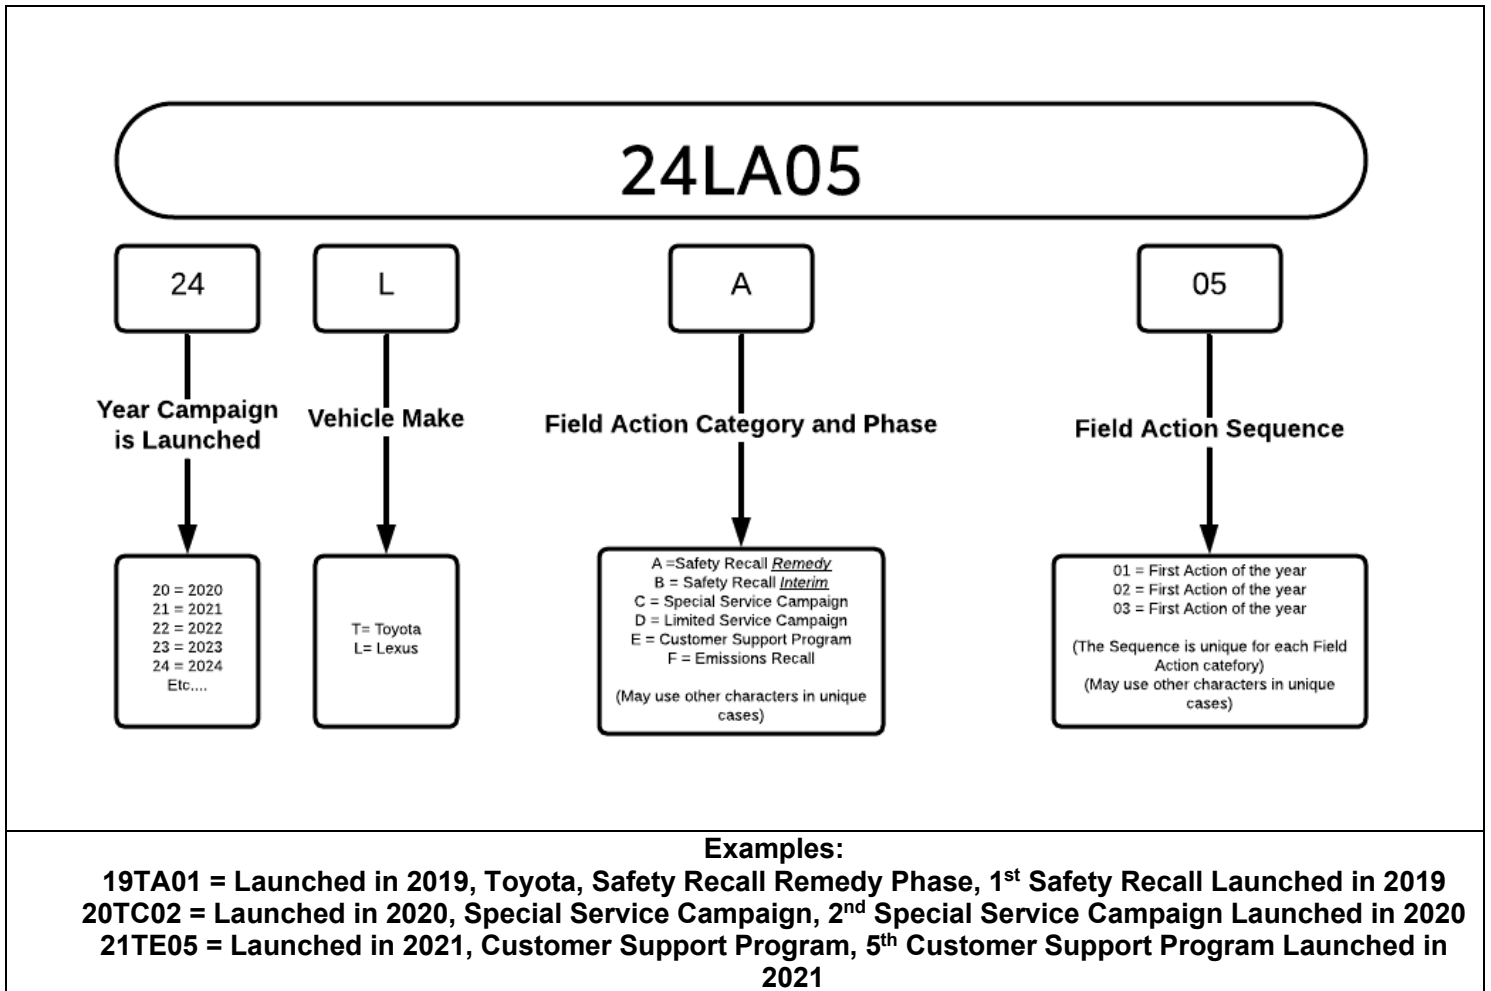 24LA05
24
L
A
05
Year Campaign
is Launched
Vehicle Make
Field Action Category and Phase
Field Action Sequence
20 = 2020
21 = 2021
22 = 2022
23 = 2023
24 = 2024
Etc....
T= Toyota
L= Lexus
A =Safety Recall Remedy
B = Safety Recall Interim
C = Special Service Campaign
D = Limited Service Campaign
E = Customer Support Program
F = Emissions Recall
(May use other characters in unique
cases)
01 = First Action of the year
02 = First Action of the year
03 = First Action of the year
(The Sequence is unique for each Field
Action catefory)
(May use other characters in unique
cases)
Examples:
19TA01 = Launched in 2019, Toyota, Safety Recall Remedy Phase, 1st Safety Recall Launched in 2019
20TC02 = Launched in 2020, Special Service Campaign, 2nd Special Service Campaign Launched in 2020
21TE05 = Launched in 2021, Customer Support Program, 5th Customer Support Program Launched in
2021